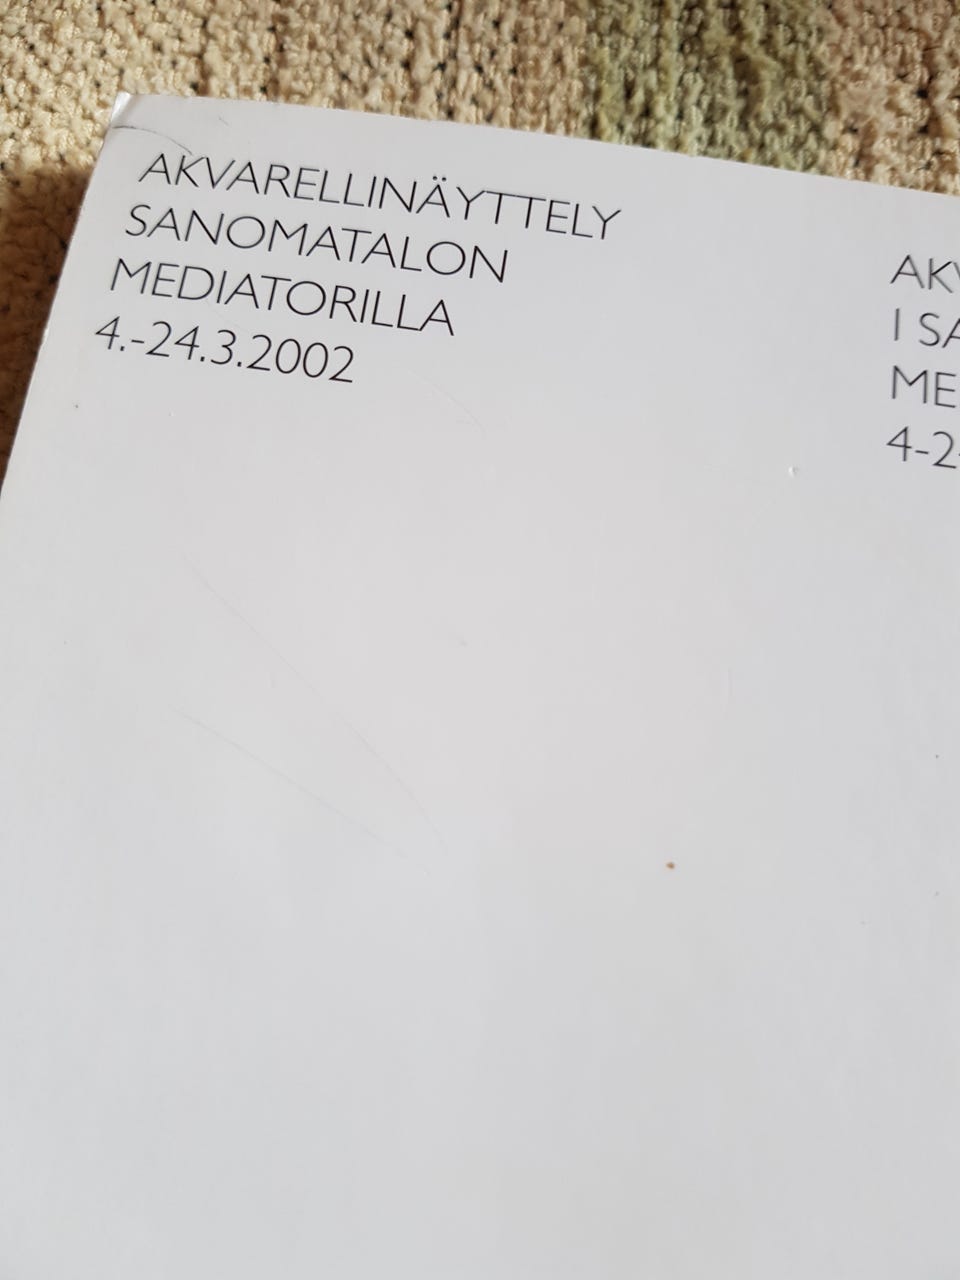 AKVARELLINÄYTTELY
SANOMATALON
MEDIATORILLA
4.-24.3.2002
I